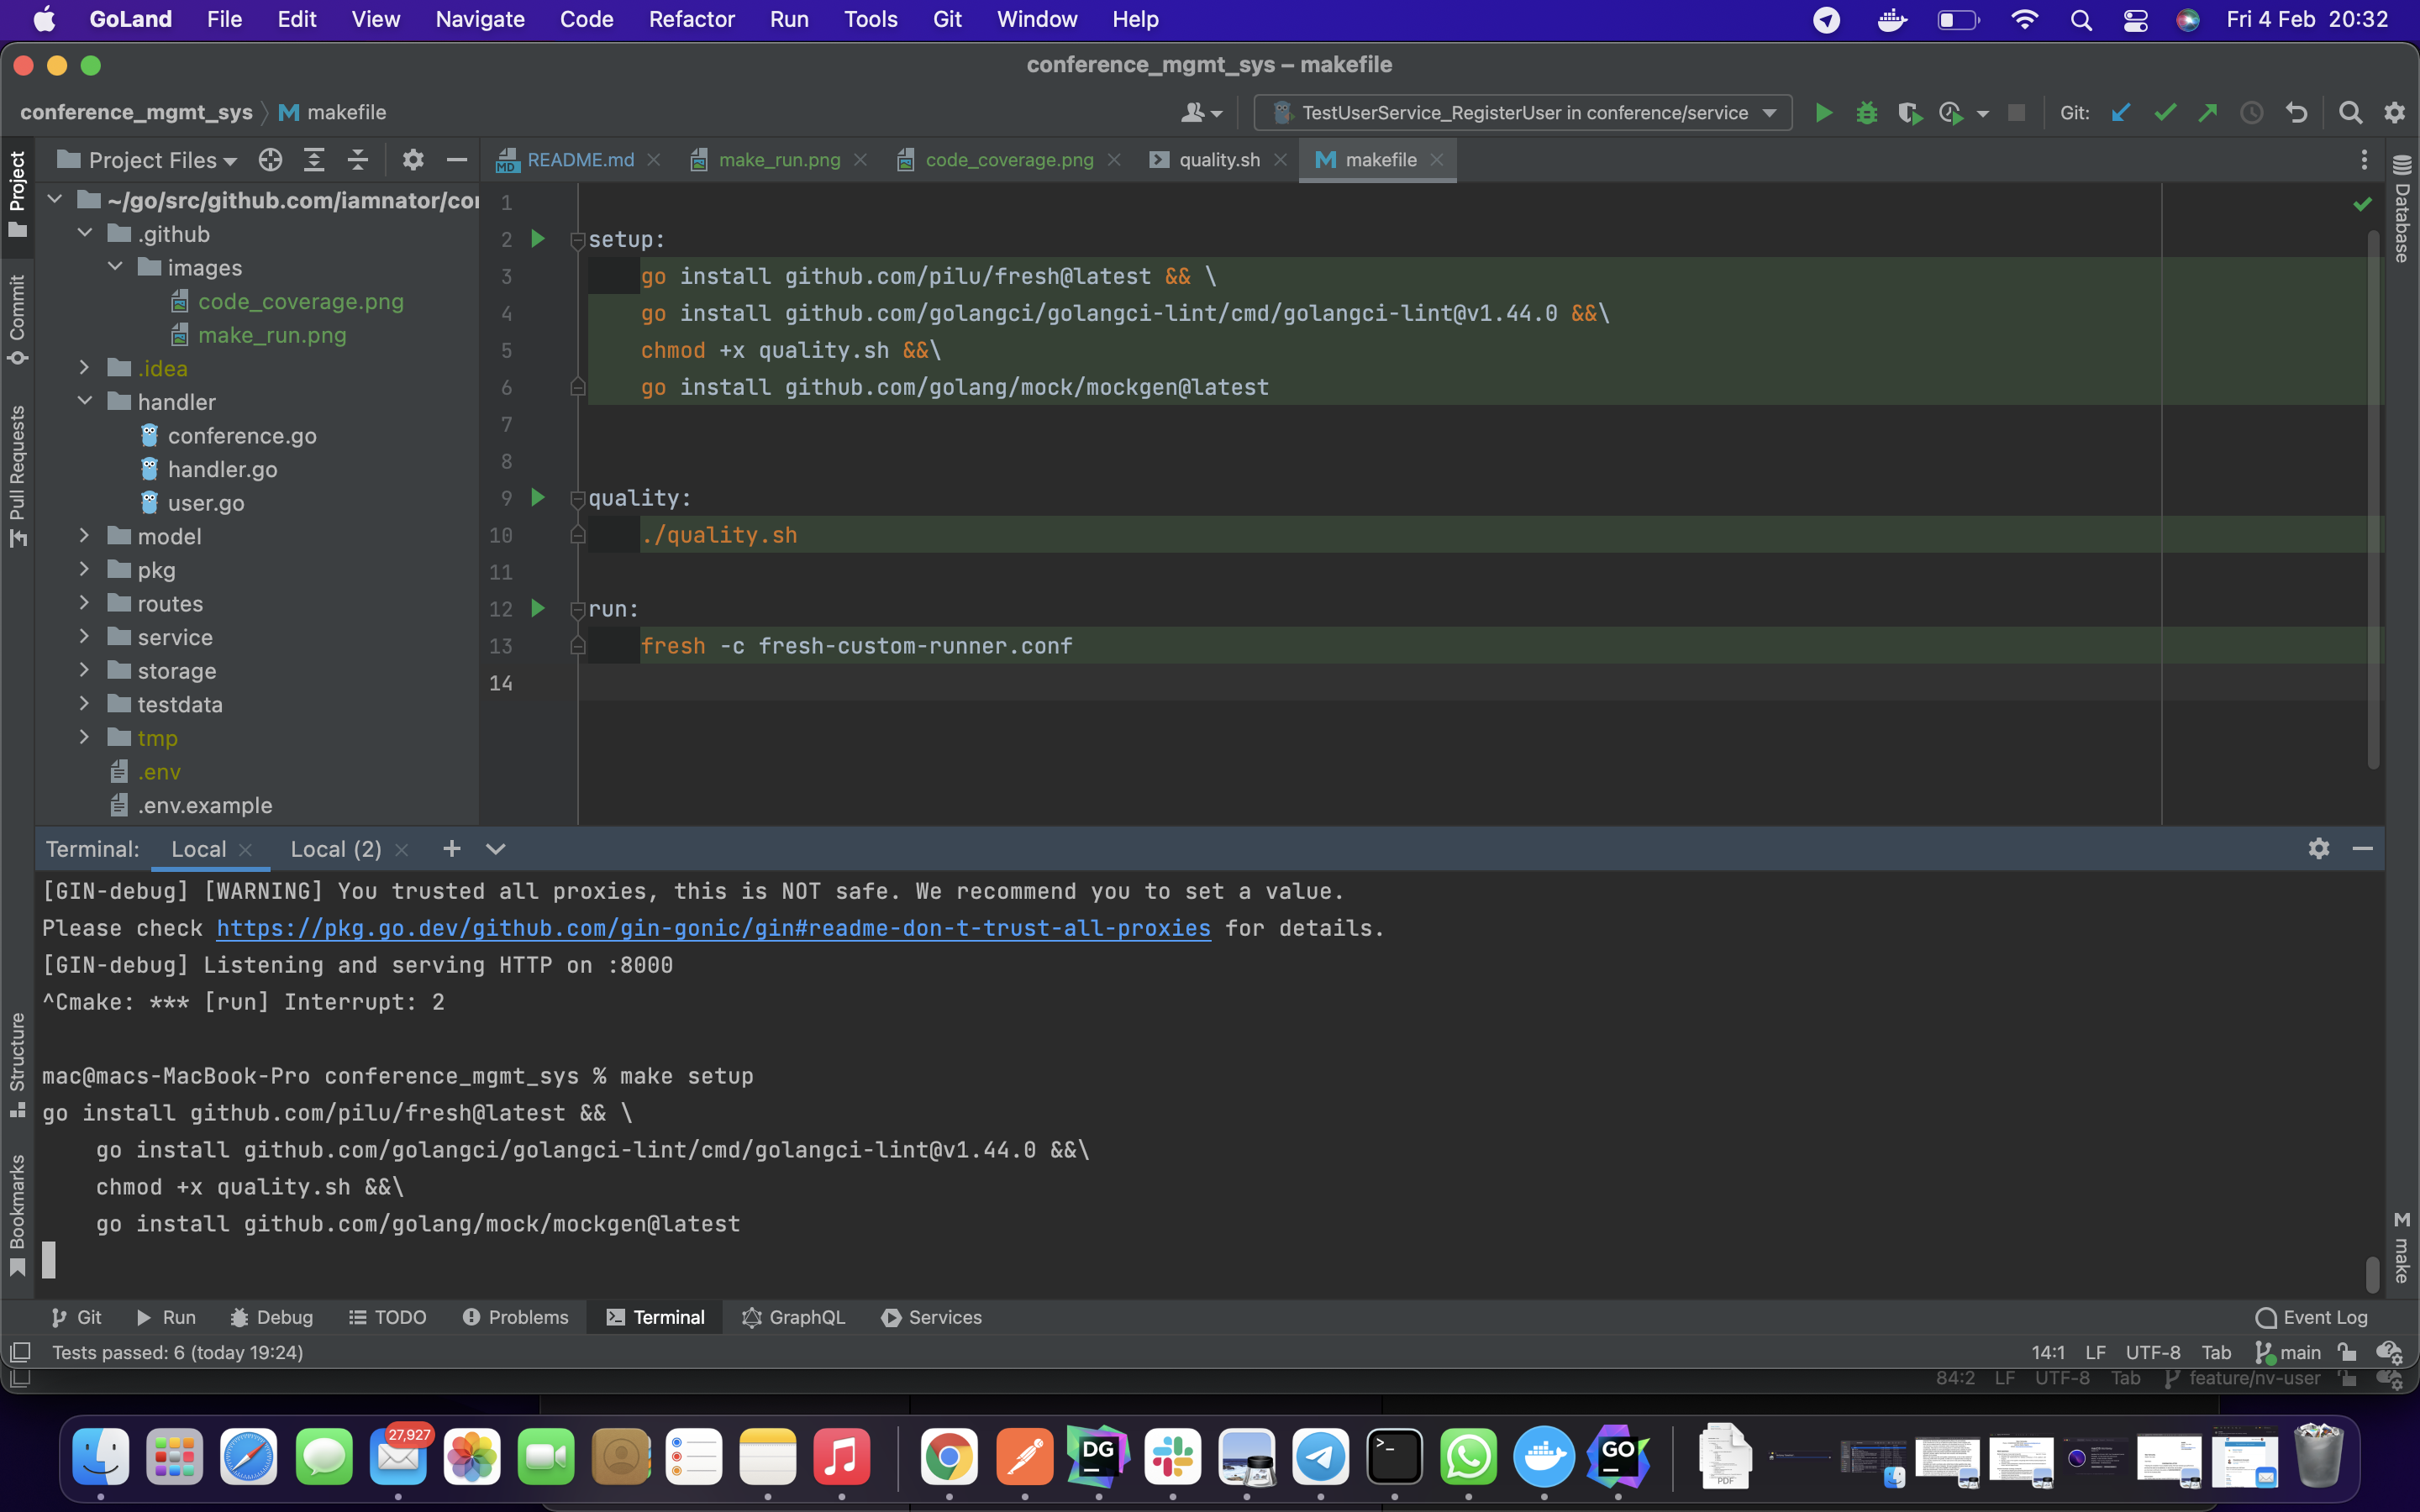 GoLand File Edit View Navigate Code Refactor Run Tools Git Window Help Fri 4 Feb 20:32
conference_mgmt_sys – makefile
conference_mgmt_sys makefile TestUserService_RegisterUser in conference/service Git:
Project Files README.md make_run.png code_coverage.png quality.sh makefile
Project
Commit
Pull Requests
Structure
Bookmarks
Database
make
~/go/src/github.com/iamnator/
.github
images
code_coverage.png
make_run.png
.idea
handler
conference.go
handler.go
user.go
model
pkg
routes
service
storage
testdata
tmp
.env
.env.example
1
2 setup:
3 go install github.com/pilu/fresh@latest && \
4 go install github.com/golangci/golangci-lint/cmd/golangci-lint@v1.44.0 &&\
5 chmod +x quality.sh &&\
6 go install github.com/golang/mock/mockgen@latest
7
8
9 quality:
10 ./quality.sh
11
12 run:
13 fresh -c fresh-custom-runner.conf
14
Terminal: Local Local (2)
[GIN-debug] [WARNING] You trusted all proxies, this is NOT safe. We recommend you to set a value.
Please check https://pkg.go.dev/github.com/gin-gonic/gin#readme-don-t-trust-all-proxies for details.
[GIN-debug] Listening and serving HTTP on :8000
^Cmake: *** [run] Interrupt: 2
mac@macs-MacBook-Pro conference_mgmt_sys % make setup
go install github.com/pilu/fresh@latest && \
go install github.com/golangci/golangci-lint/cmd/golangci-lint@v1.44.0 &&\
chmod +x quality.sh &&\
go install github.com/golang/mock/mockgen@latest
Git Run Debug TODO Problems Terminal GraphQL Services Event Log
Tests passed: 6 (today 19:24) 14:1 LF UTF-8 Tab main
84:2 LF UTF-8 Tab feature/nv-user
27,927
DG
GO
PDF